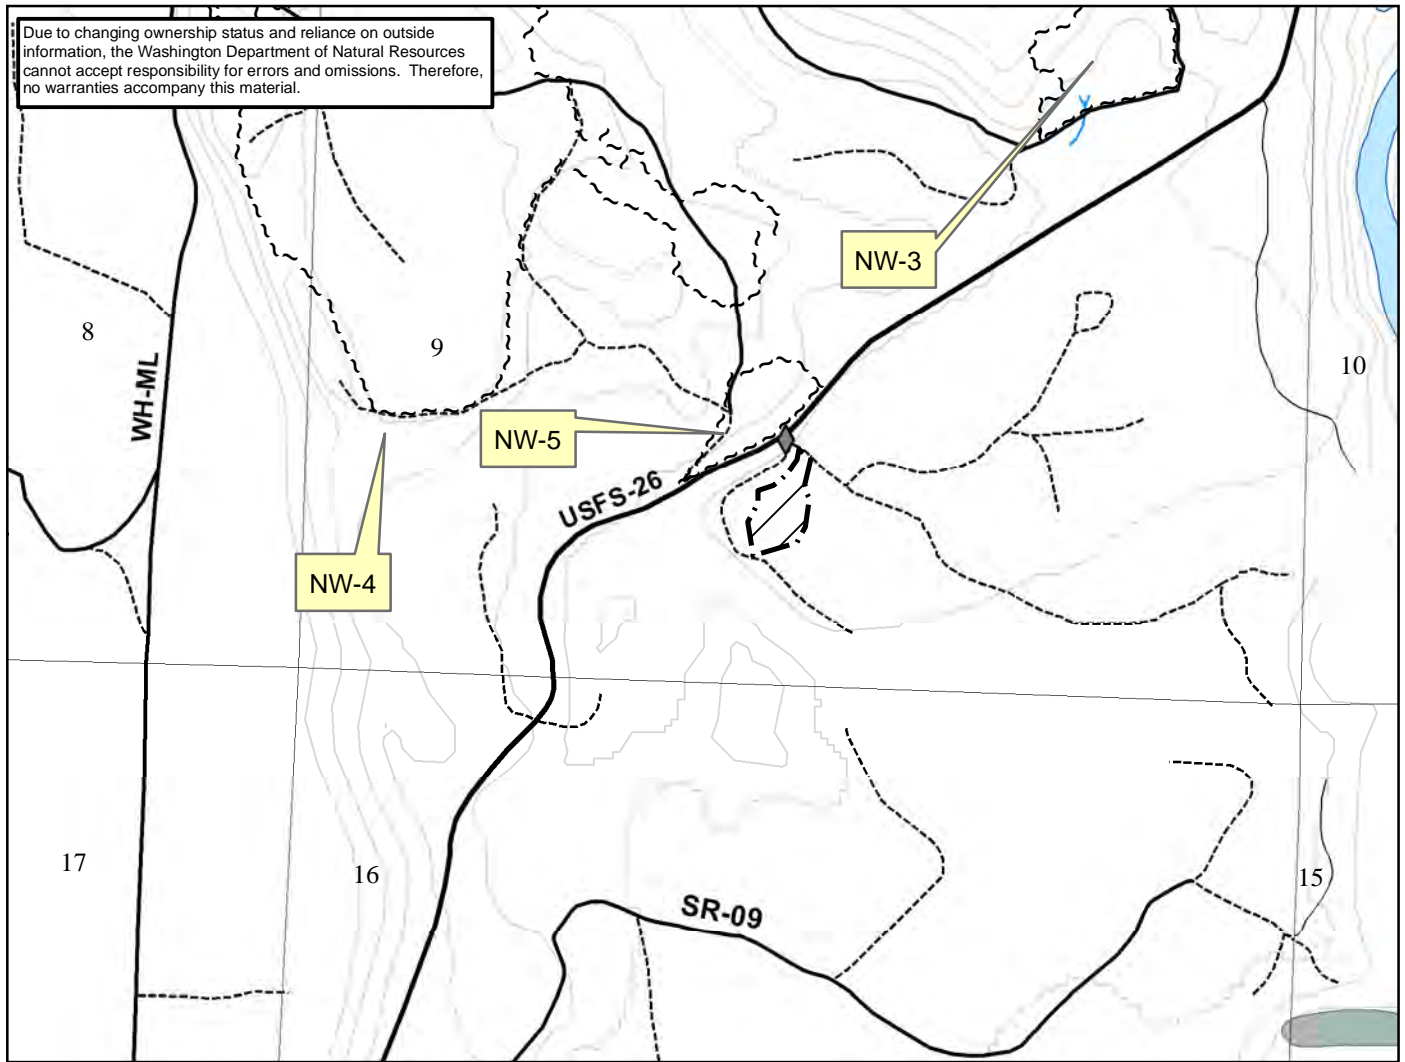 Due to changing ownership status and reliance on outside
information, the Washington Department of Natural Resources
cannot accept responsibility for errors and omissions.  Therefore,
no warranties accompany this material.
NW-3
8
9
10
WH-ML
NW-5
USFS-26
NW-4
17
16
15
SR-09